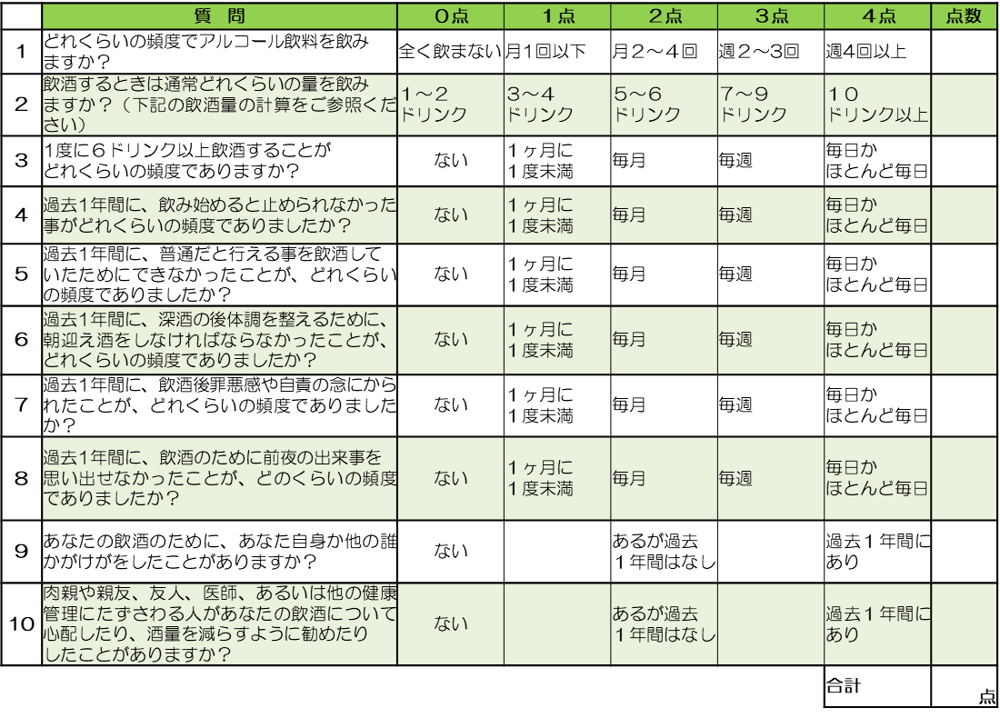 質　問　０点　１点　２点　３点　４点　点数
1　どれくらいの頻度でアルコール飲料を飲み
ますか？　全く飲まない　月1回以下　月２～４回　週２～３回　週4回以上
2　飲酒するときは通常どれくらいの量を飲み
ますか？（下記の飲酒量の計算をご参照くだ
さい）　１～２
ドリンク　３～４
ドリンク　５～６
ドリンク　７～９
ドリンク　１０
ドリンク以上
3　1度に６ドリンク以上飲酒することが
どれくらいの頻度でありますか？　ない　１ヶ月に
１度未満　毎月　毎週　毎日か
ほとんど毎日
4　過去1年間に、飲み始めると止められなかった
事がどれくらいの頻度でありましたか？　ない　１ヶ月に
１度未満　毎月　毎週　毎日か
ほとんど毎日
5　過去1年間に、普通だと行える事を飲酒して
いたためにできなかったことが、どれくらい
の頻度でありましたか？　ない　１ヶ月に
１度未満　毎月　毎週　毎日か
ほとんど毎日
6　過去1年間に、深酒の後体調を整えるために、
朝迎え酒をしなければならなかったことが、
どれくらいの頻度でありましたか？　ない　１ヶ月に
１度未満　毎月　毎週　毎日か
ほとんど毎日
7　過去1年間に、飲酒後罪悪感や自責の念にから
れたことが、どれくらいの頻度でありました
か？　ない　１ヶ月に
１度未満　毎月　毎週　毎日か
ほとんど毎日
8　過去1年間に、飲酒のために前夜の出来事を
思い出せなかったことが、どのくらいの頻度
でありましたか？　ない　１ヶ月に
１度未満　毎月　毎週　毎日か
ほとんど毎日
9　あなたの飲酒のために、あなた自身か他の誰
かがけがをしたことがありますか？　ない　あるが過去
１年間はなし　過去１年間に
あり
10　肉親や親友、友人、医師、あるいは他の健康
管理にたずさわる人があなたの飲酒について
心配したり、酒量を減らすように勧めたり
したことがありますか？　ない　あるが過去
１年間はなし　過去１年間に
あり
合計　点